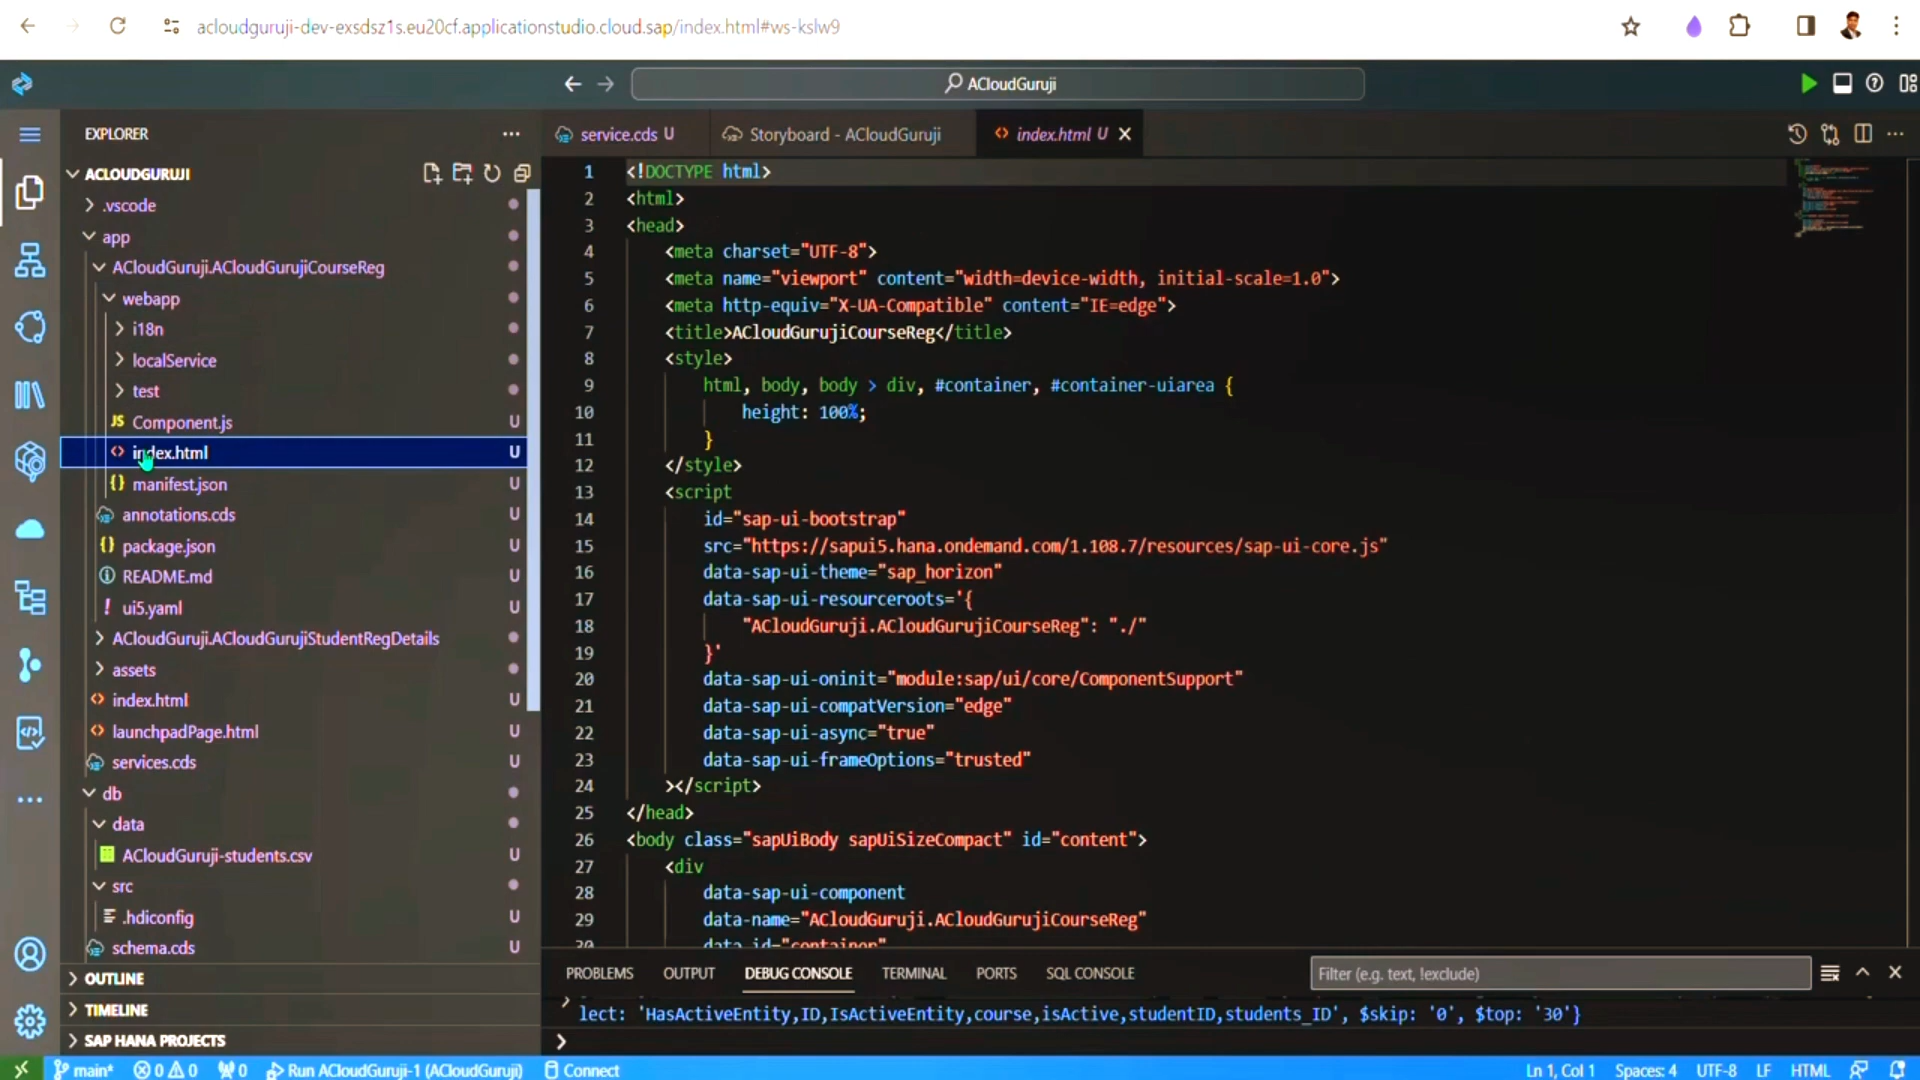 acloudguruji-dev-exsdsz1s.eu20cf.applicationstudio.cloud.sap/index.html#ws-kslw9
ACloudGuruji
EXPLORER
ACLOUDGURUJI
.vscode
app
ACloudGuruji.ACloudGurujiCourseReg
webapp
i18n
localService
test
JS Component.js U
<> index.html U
{} manifest.json U
annotations.cds U
{} package.json U
README.md U
! ui5.yaml U
ACloudGuruji.ACloudGurujiStudentRegDetails
assets
<> index.html U
<> launchpadPage.html U
services.cds U
db
data
ACloudGuruji-students.csv U
src
.hdiconfig U
schema.cds U
OUTLINE
TIMELINE
SAP HANA PROJECTS
service.cds U
Storyboard - ACloudGuruji
<> index.html U
1 <!DOCTYPE html>
2 <html>
3 <head>
4 <meta charset="UTF-8">
5 <meta name="viewport" content="width=device-width, initial-scale=1.0">
6 <meta http-equiv="X-UA-Compatible" content="IE=edge">
7 <title>ACloudGurujiCourseReg</title>
8 <style>
9 html, body, body > div, #container, #container-uiarea {
10 height: 100%;
11 }
12 </style>
13 <script
14 id="sap-ui-bootstrap"
15 src="https://sapui5.hana.ondemand.com/1.108.7/resources/sap-ui-core.js"
16 data-sap-ui-theme="sap_horizon"
17 data-sap-ui-resourceroots='{
18 "ACloudGuruji.ACloudGurujiCourseReg": "./"
19 }'
20 data-sap-ui-oninit="module:sap/ui/core/ComponentSupport"
21 data-sap-ui-compatVersion="edge"
22 data-sap-ui-async="true"
23 data-sap-ui-frameOptions="trusted"
24 ></script>
25 </head>
26 <body class="sapUiBody sapUiSizeCompact" id="content">
27 <div
28 data-sap-ui-component
29 data-name="ACloudGuruji.ACloudGurujiCourseReg"
30 data-id="container"
PROBLEMS OUTPUT DEBUG CONSOLE TERMINAL PORTS SQL CONSOLE
Filter (e.g. text, !exclude)
lect: 'HasActiveEntity,ID,IsActiveEntity,course,isActive,studentID,students_ID', $skip: '0', $top: '30'}
main* 0 0 0 Run ACloudGuruji-1 (ACloudGuruji) Connect
Ln 1, Col 1 Spaces: 4 UTF-8 LF HTML